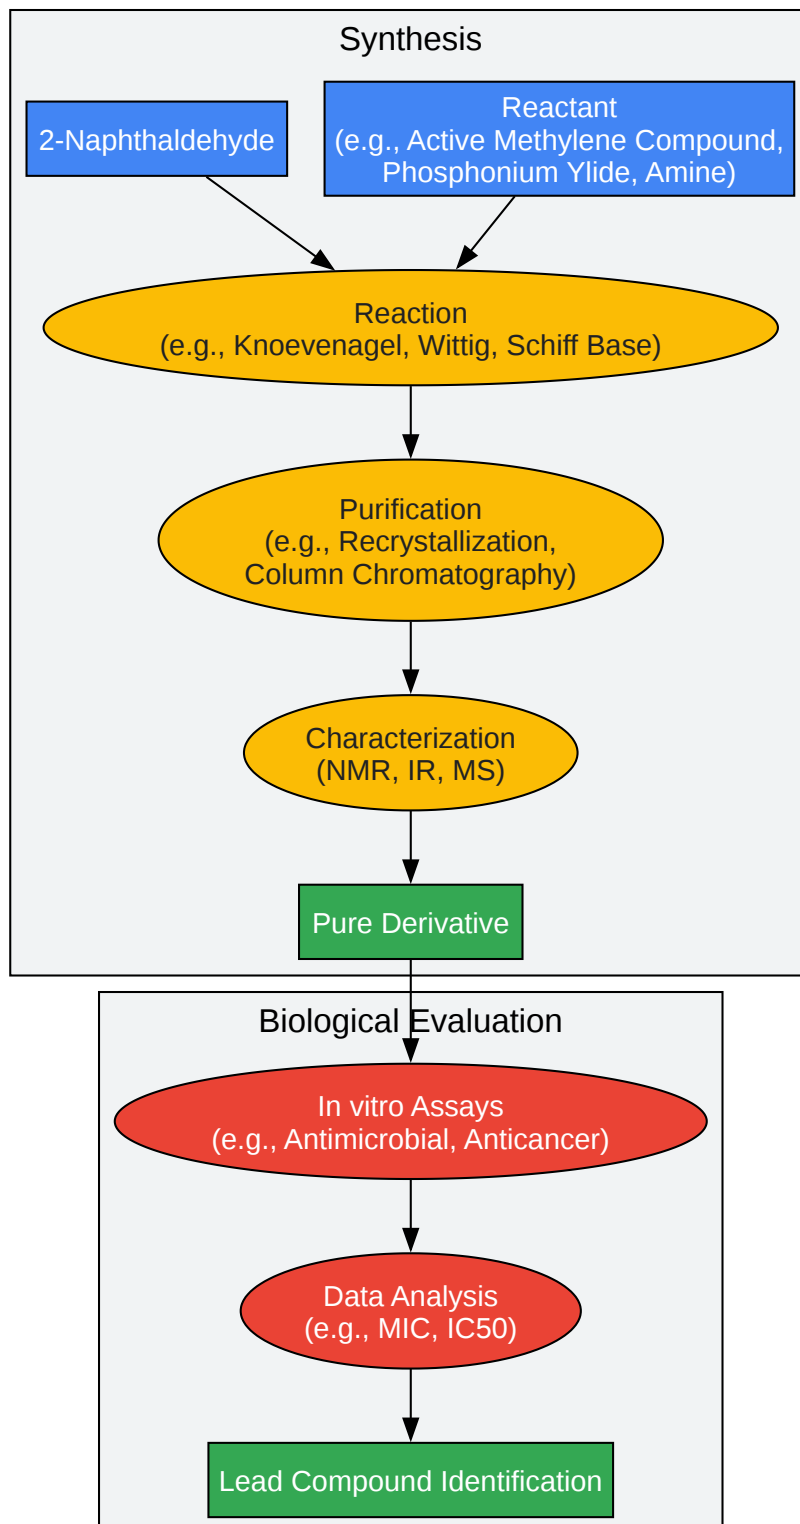 Synthesis
2-Naphthaldehyde
Reactant
(e.g., Active Methylene Compound,
Phosphonium Ylide, Amine)
Reaction
(e.g., Knoevenagel, Wittig, Schiff Base)
Purification
(e.g., Recrystallization,
Column Chromatography)
Characterization
(NMR, IR, MS)
Pure Derivative
Biological Evaluation
In vitro Assays
(e.g., Antimicrobial, Anticancer)
Data Analysis
(e.g., MIC, IC50)
Lead Compound Identification